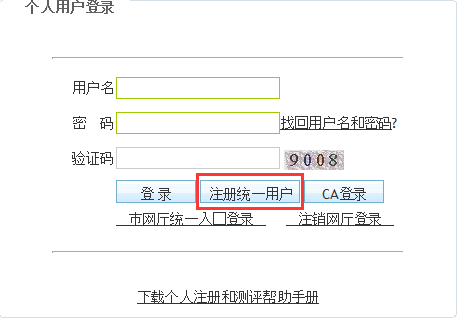 个人用户登录
用户名
密 码 找回用户名和密码?
验证码 9008
登 录 注册统一用户 CA登录
市网厅统一入口登录 注销网厅登录
下载个人注册和测评帮助手册